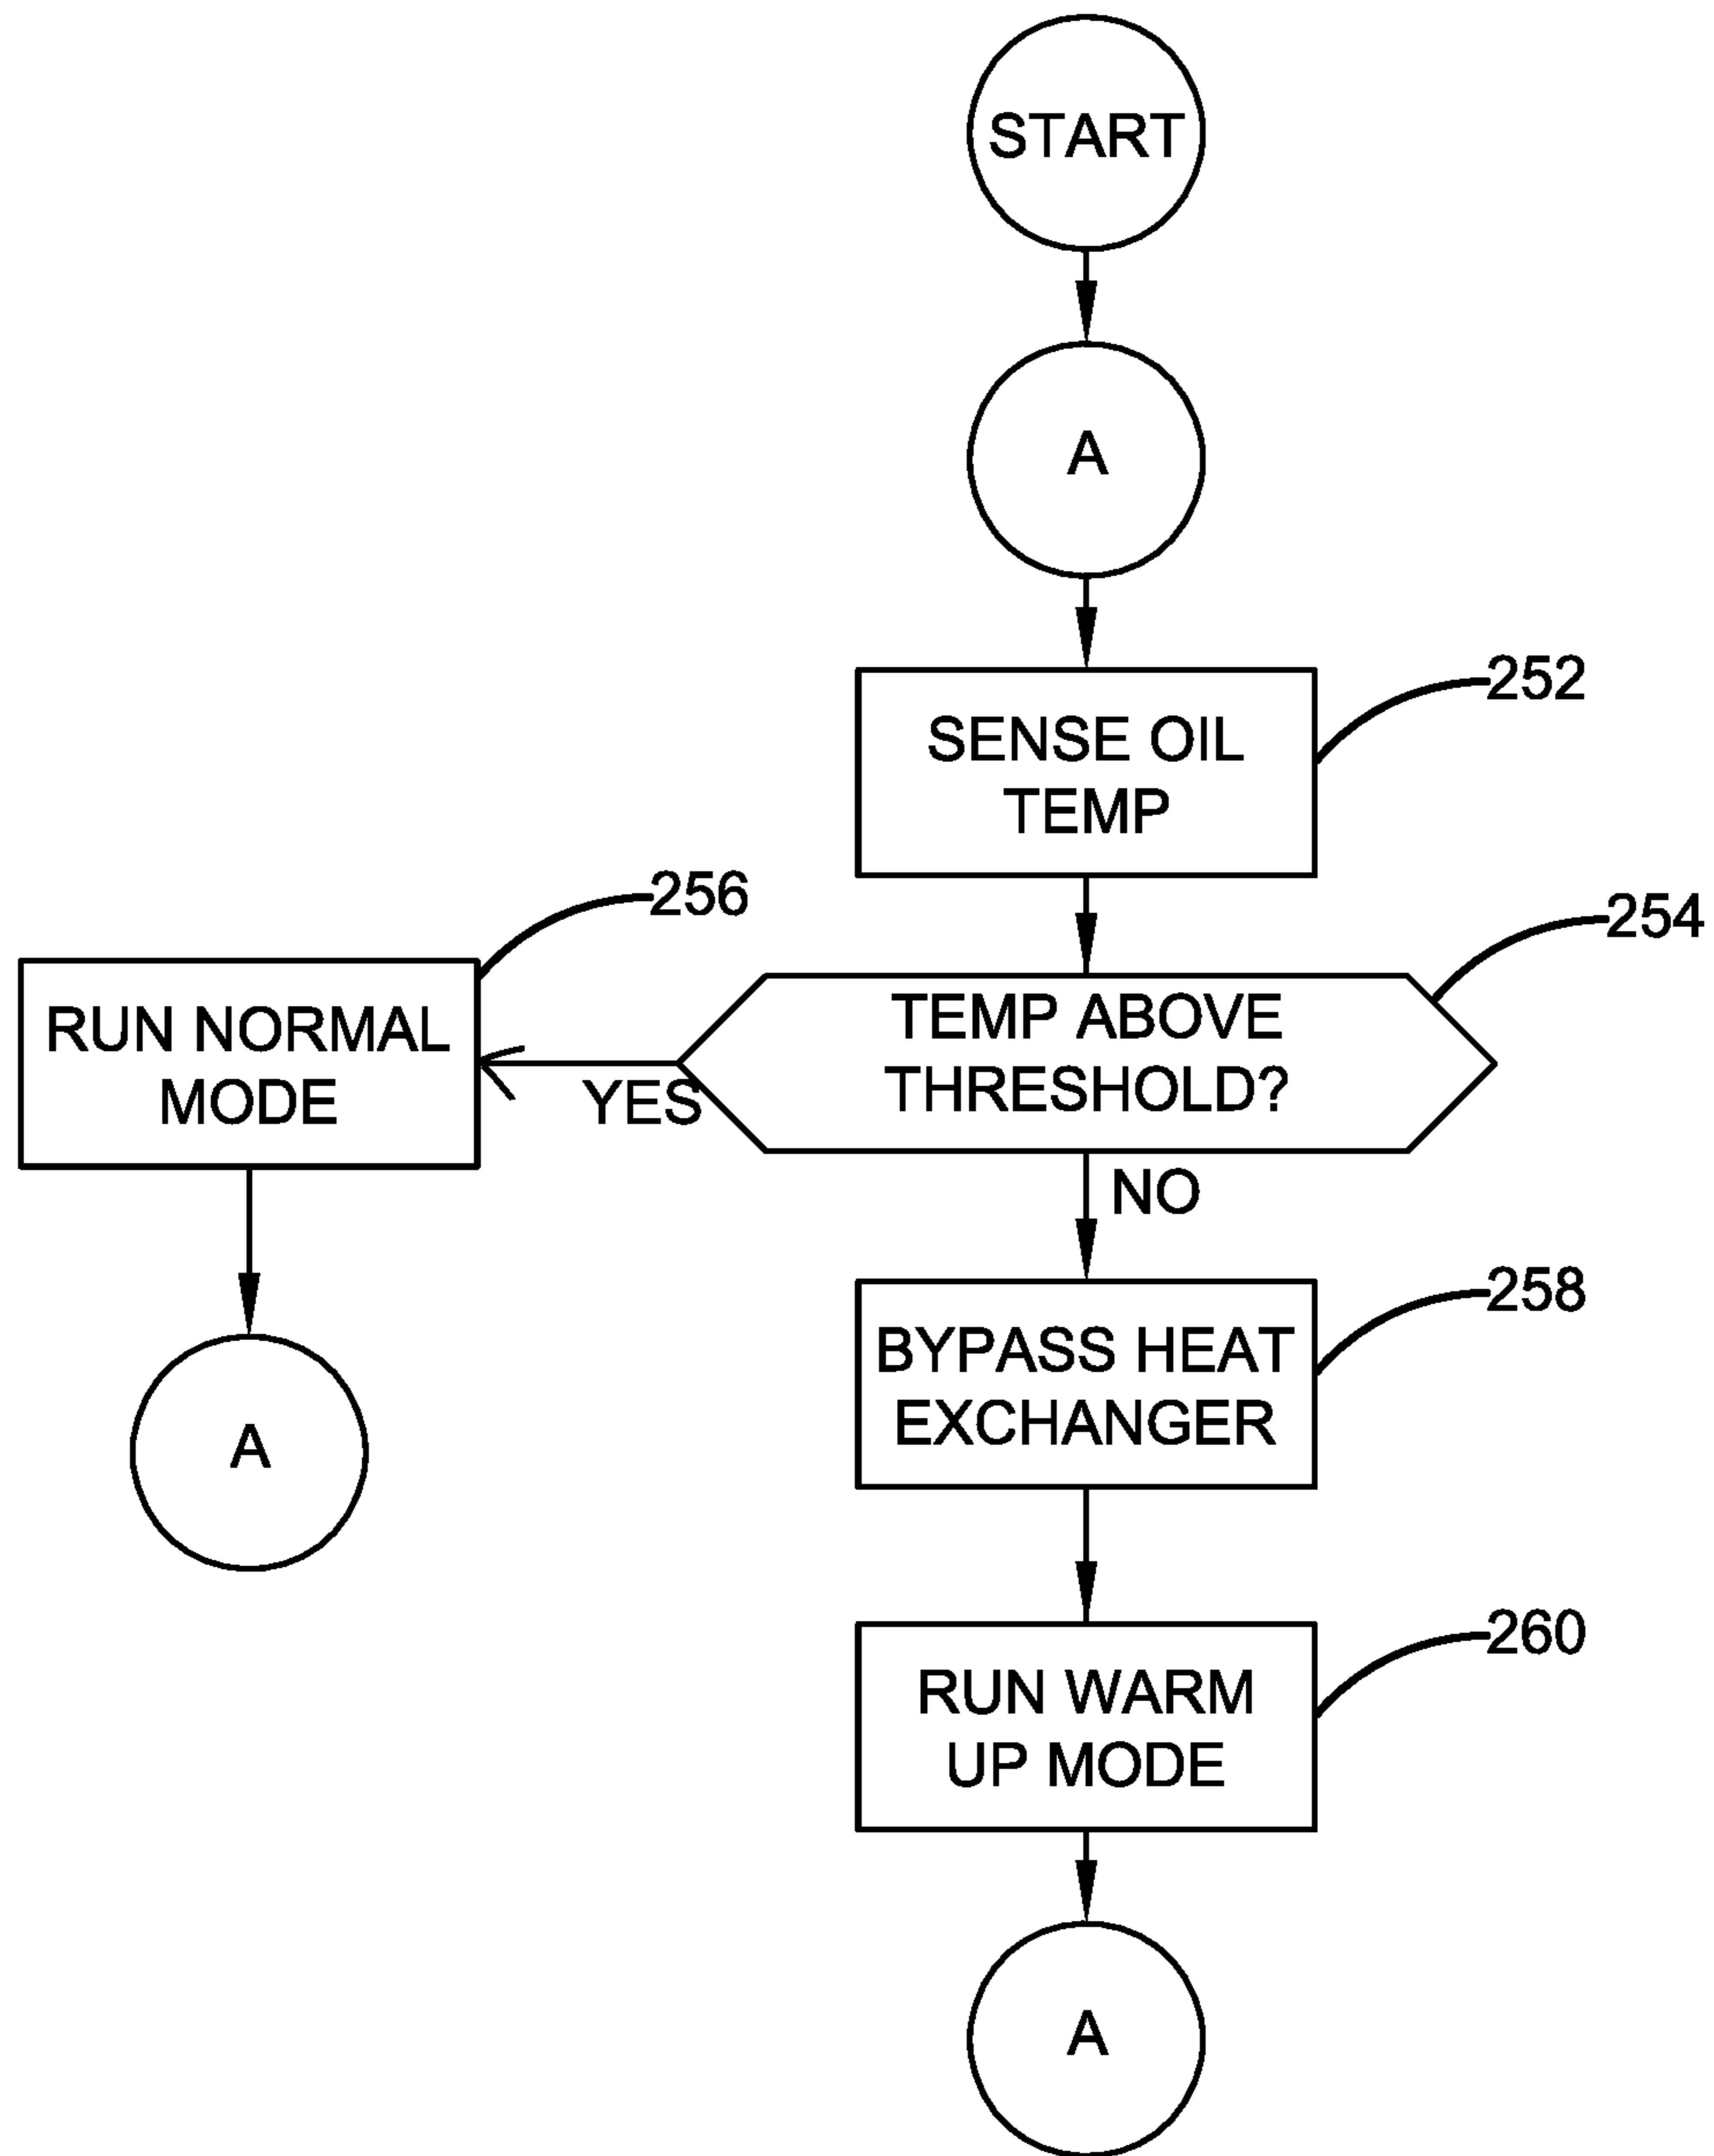 START
A
252
SENSE OIL
TEMP
256
254
RUN NORMAL
MODE
YES
TEMP ABOVE
THRESHOLD?
NO
258
BYPASS HEAT
EXCHANGER
A
260
RUN WARM
UP MODE
A